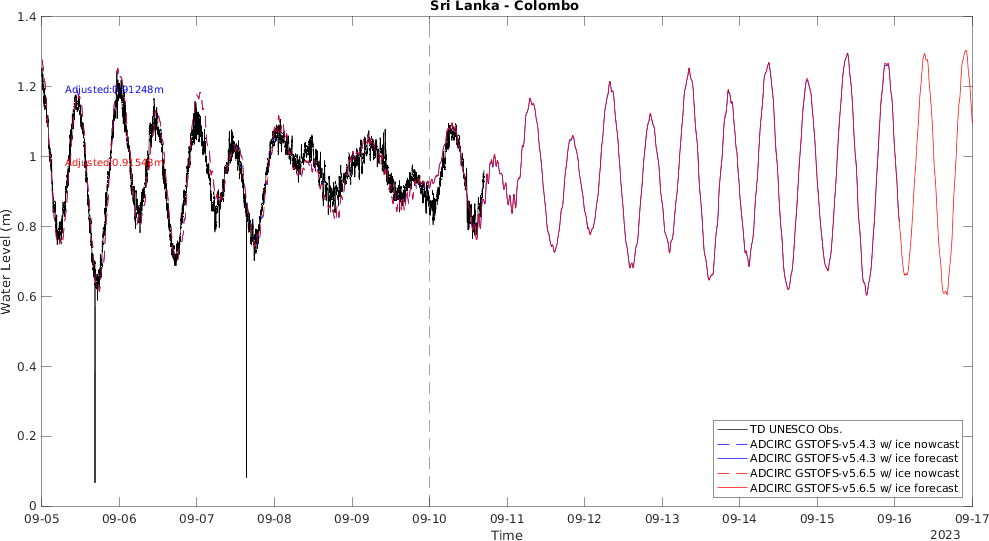 Sri Lanka - Colombo
1.4
1.2
1
0.8
0.6
0.4
0.2
0
Water Level (m)
Adjusted:0.91248m
Adjusted:0.91543m
TD UNESCO Obs.
ADCIRC GSTOFS-v5.4.3 w/ ice nowcast
ADCIRC GSTOFS-v5.4.3 w/ ice forecast
ADCIRC GSTOFS-v5.6.5 w/ ice nowcast
ADCIRC GSTOFS-v5.6.5 w/ ice forecast
09-05 09-06 09-07 09-08 09-09 09-10 09-11 09-12 09-13 09-14 09-15 09-16 09-17
Time
2023